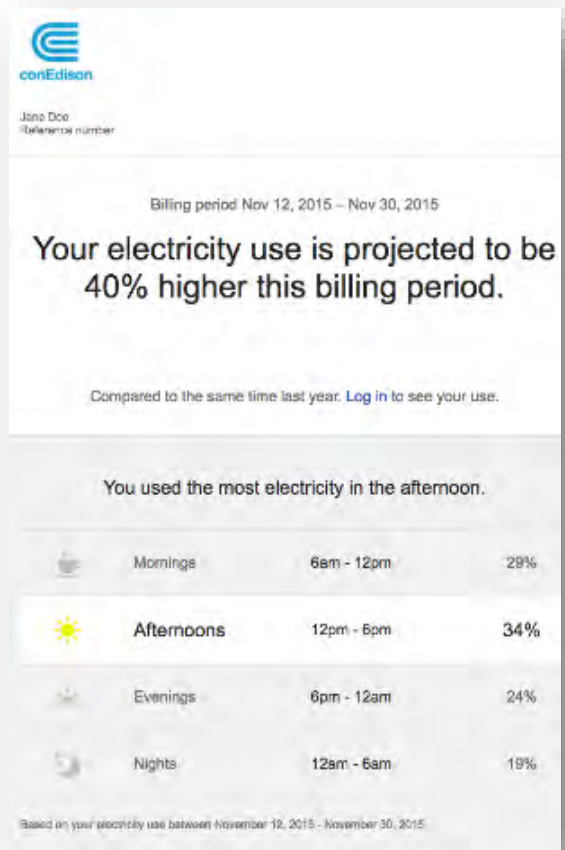 conEdison
Jane Doe
Reference number
Billing period Nov 12, 2015 – Nov 30, 2015
Your electricity use is projected to be
40% higher this billing period.
Compared to the same time last year. Log in to see your use.
You used the most electricity in the afternoon.
Mornings 6am - 12pm 29%
Afternoons 12pm - 6pm 34%
Evenings 6pm - 12am 24%
Nights 12am - 6am 19%
Based on your electricity use between November 12, 2015 - November 30, 2015